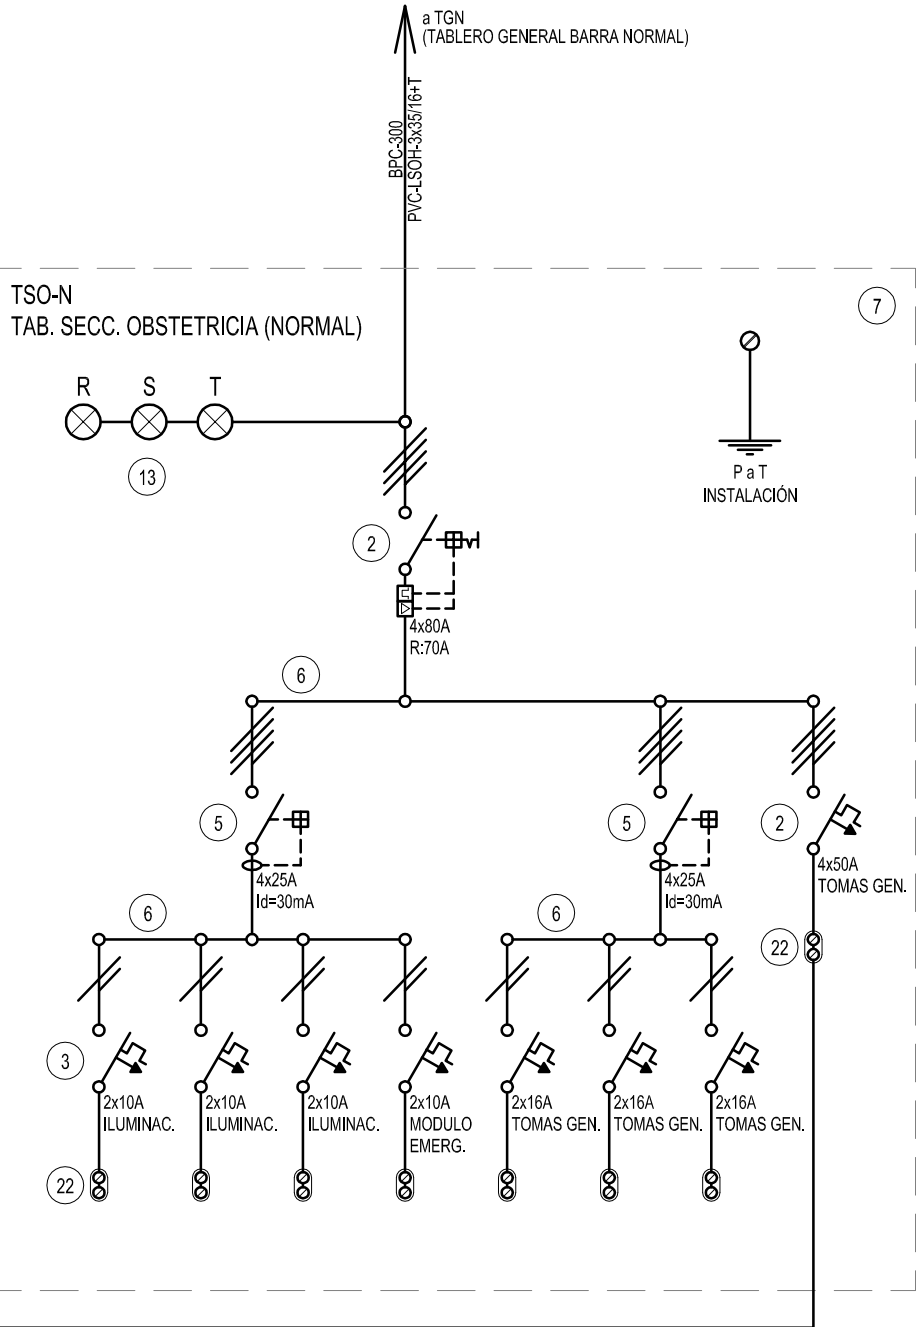 a TGN
(TABLERO GENERAL BARRA NORMAL)
BPC-300
PVC-LSOH-3x35/16+T
TSO-N
TAB. SECC. OBSTETRICIA (NORMAL)
7
R S T
13
P a T
INSTALACIÓN
2
4x80A
R:70A
6
5
4x25A
Id=30mA
5
4x25A
Id=30mA
2
4x50A
TOMAS GEN.
6
6
22
3
2x10A
ILUMINAC.
2x10A
ILUMINAC.
2x10A
ILUMINAC.
2x10A
MODULO
EMERG.
2x16A
TOMAS GEN.
2x16A
TOMAS GEN.
2x16A
TOMAS GEN.
22